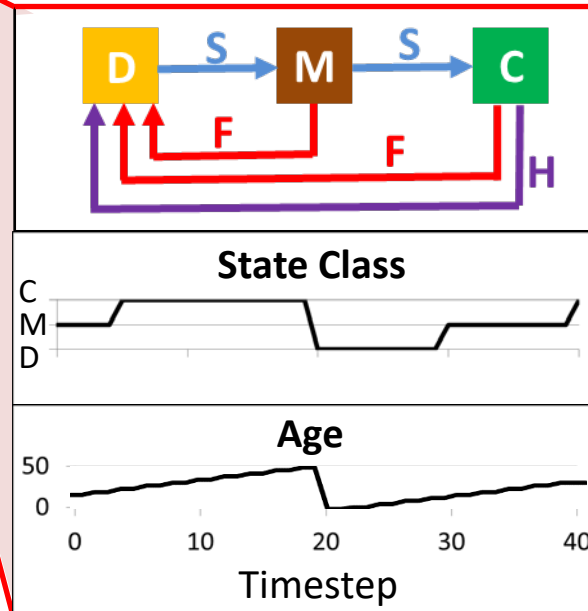 D S M S C
F F H
State Class
C
M
D
Age
50
0
0 10 20 30 40
Timestep